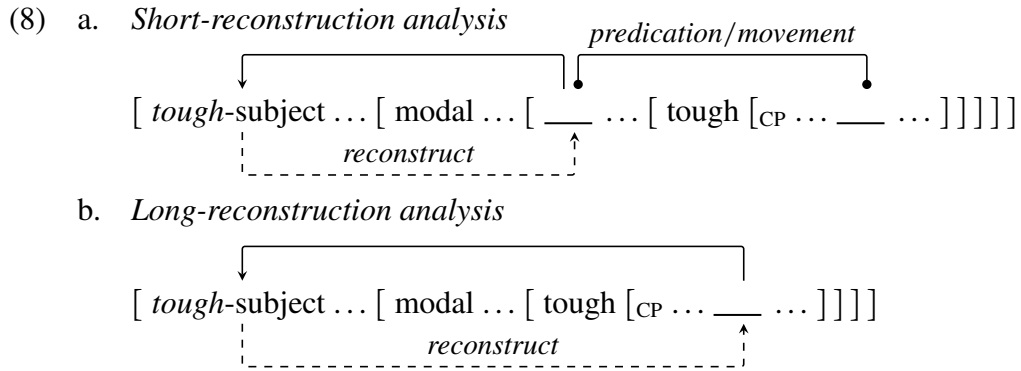 (8) a. Short-reconstruction analysis
predication/movement
[ tough-subject … [ modal … [ ___ … [ tough [CP … ___ … ] ] ] ] ]
reconstruct
b. Long-reconstruction analysis
[ tough-subject … [ modal … [ tough [CP … ___ … ] ] ] ]
reconstruct